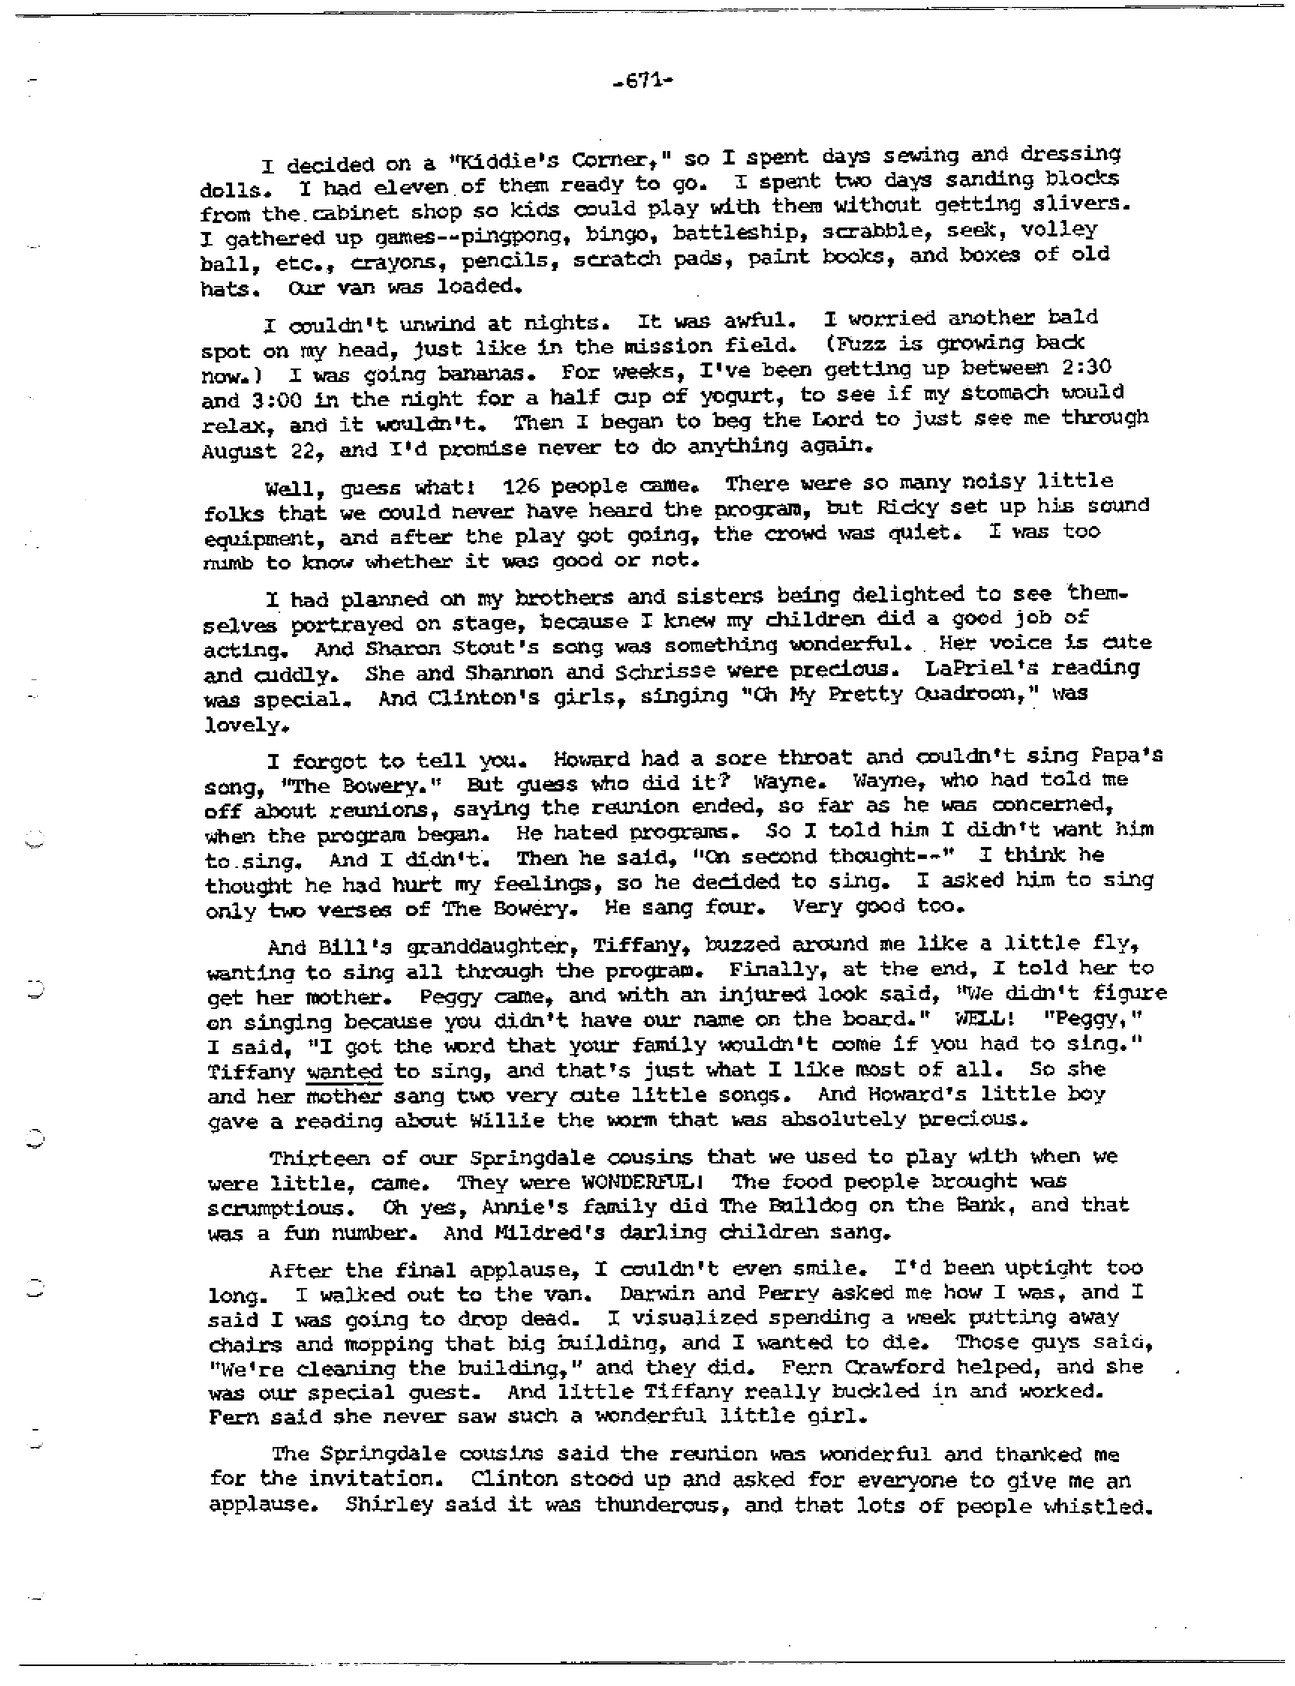 -671-
I decided on a "Kiddie's Corner," so I spent days sewing and dressing
dolls. I had eleven of them ready to go. I spent two days sanding blocks
from the cabinet shop so kids could play with them without getting slivers.
I gathered up games--pingpong, bingo, battleship, scrabble, seek, volley
ball, etc., crayons, pencils, scratch pads, paint books, and boxes of old
hats. Our van was loaded.
I couldn't unwind at nights. It was awful. I worried another bald
spot on my head, just like in the mission field. (Fuzz is growing back
now.) I was going bananas. For weeks, I've been getting up between 2:30
and 3:00 in the night for a half cup of yogurt, to see if my stomach would
relax, and it wouldn't. Then I began to beg the Lord to just see me through
August 22, and I'd promise never to do anything again.
Well, guess what! 126 people came. There were so many noisy little
folks that we could never have heard the program, but Ricky set up his sound
equipment, and after the play got going, the crowd was quiet. I was too
numb to know whether it was good or not.
I had planned on my brothers and sisters being delighted to see them-
selves portrayed on stage, because I knew my children did a good job of
acting. And Sharon Stout's song was something wonderful. Her voice is cute
and cuddly. She and Shannon and Schrisse were precious. LaPriel's reading
was special. And Clinton's girls, singing "Oh My Pretty Quadroon," was
lovely.
I forgot to tell you. Howard had a sore throat and couldn't sing Papa's
song, "The Bowery." But guess who did it? Wayne. Wayne, who had told me
off about reunions, saying the reunion ended, so far as he was concerned,
when the program began. He hated programs. So I told him I didn't want him
to sing. And I didn't. Then he said, "On second thought--" I think he
thought he had hurt my feelings, so he decided to sing. I asked him to sing
only two verses of The Bowery. He sang four. Very good too.
And Bill's granddaughter, Tiffany, buzzed around me like a little fly,
wanting to sing all through the program. Finally, at the end, I told her to
get her mother. Peggy came, and with an injured look said, "We didn't figure
on singing because you didn't have our name on the board." WELL! "Peggy,"
I said, "I got the word that your family wouldn't come if you had to sing."
Tiffany wanted to sing, and that's just what I like most of all. So she
and her mother sang two very cute little songs. And Howard's little boy
gave a reading about Willie the worm that was absolutely precious.
Thirteen of our Springdale cousins that we used to play with when we
were little, came. They were WONDERFUL! The food people brought was
scrumptious. Oh yes, Annie's family did The Bulldog on the Bank, and that
was a fun number. And Mildred's darling children sang.
After the final applause, I couldn't even smile. I'd been uptight too
long. I walked out to the van. Darwin and Perry asked me how I was, and I
said I was going to drop dead. I visualized spending a week putting away
chairs and mopping that big building, and I wanted to die. Those guys said,
"We're cleaning the building," and they did. Fern Crawford helped, and she
was our special guest. And little Tiffany really buckled in and worked.
Fern said she never saw such a wonderful little girl.
The Springdale cousins said the reunion was wonderful and thanked me
for the invitation. Clinton stood up and asked for everyone to give me an
applause. Shirley said it was thunderous, and that lots of people whistled.